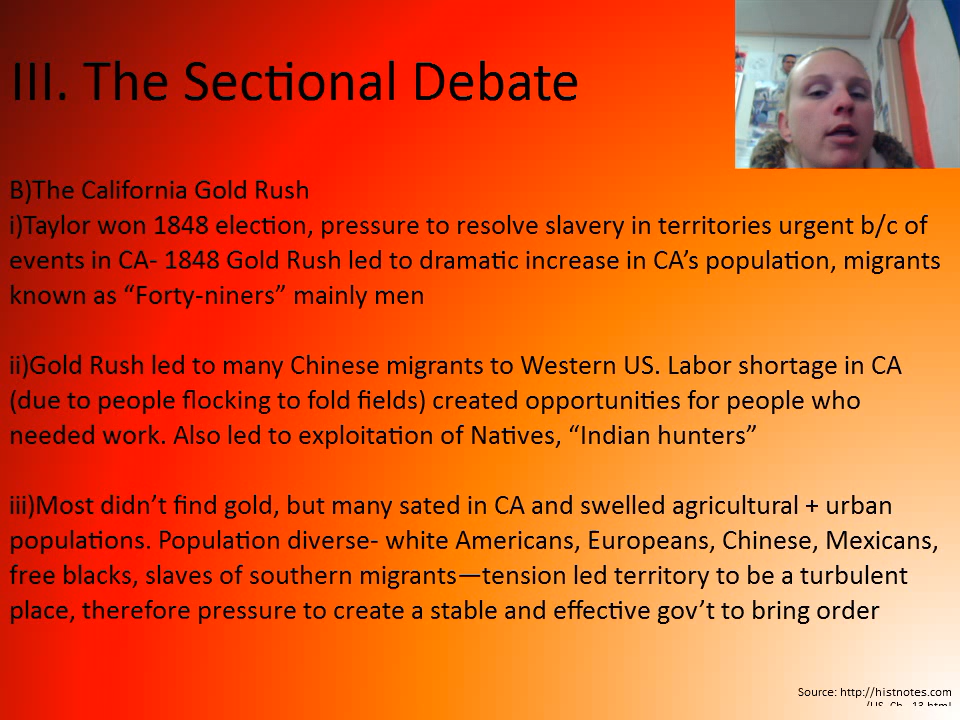 III. The Sectional Debate
B)The California Gold Rush
i)Taylor won 1848 election, pressure to resolve slavery in territories urgent b/c of
events in CA- 1848 Gold Rush led to dramatic increase in CA’s population, migrants
known as “Forty-niners” mainly men
ii)Gold Rush led to many Chinese migrants to Western US. Labor shortage in CA
(due to people flocking to fold fields) created opportunities for people who
needed work. Also led to exploitation of Natives, “Indian hunters”
iii)Most didn’t find gold, but many sated in CA and swelled agricultural + urban
populations. Population diverse- white Americans, Europeans, Chinese, Mexicans,
free blacks, slaves of southern migrants—tension led territory to be a turbulent
place, therefore pressure to create a stable and effective gov’t to bring order
Source: http://histnotes.com
/US_Ch._13.html